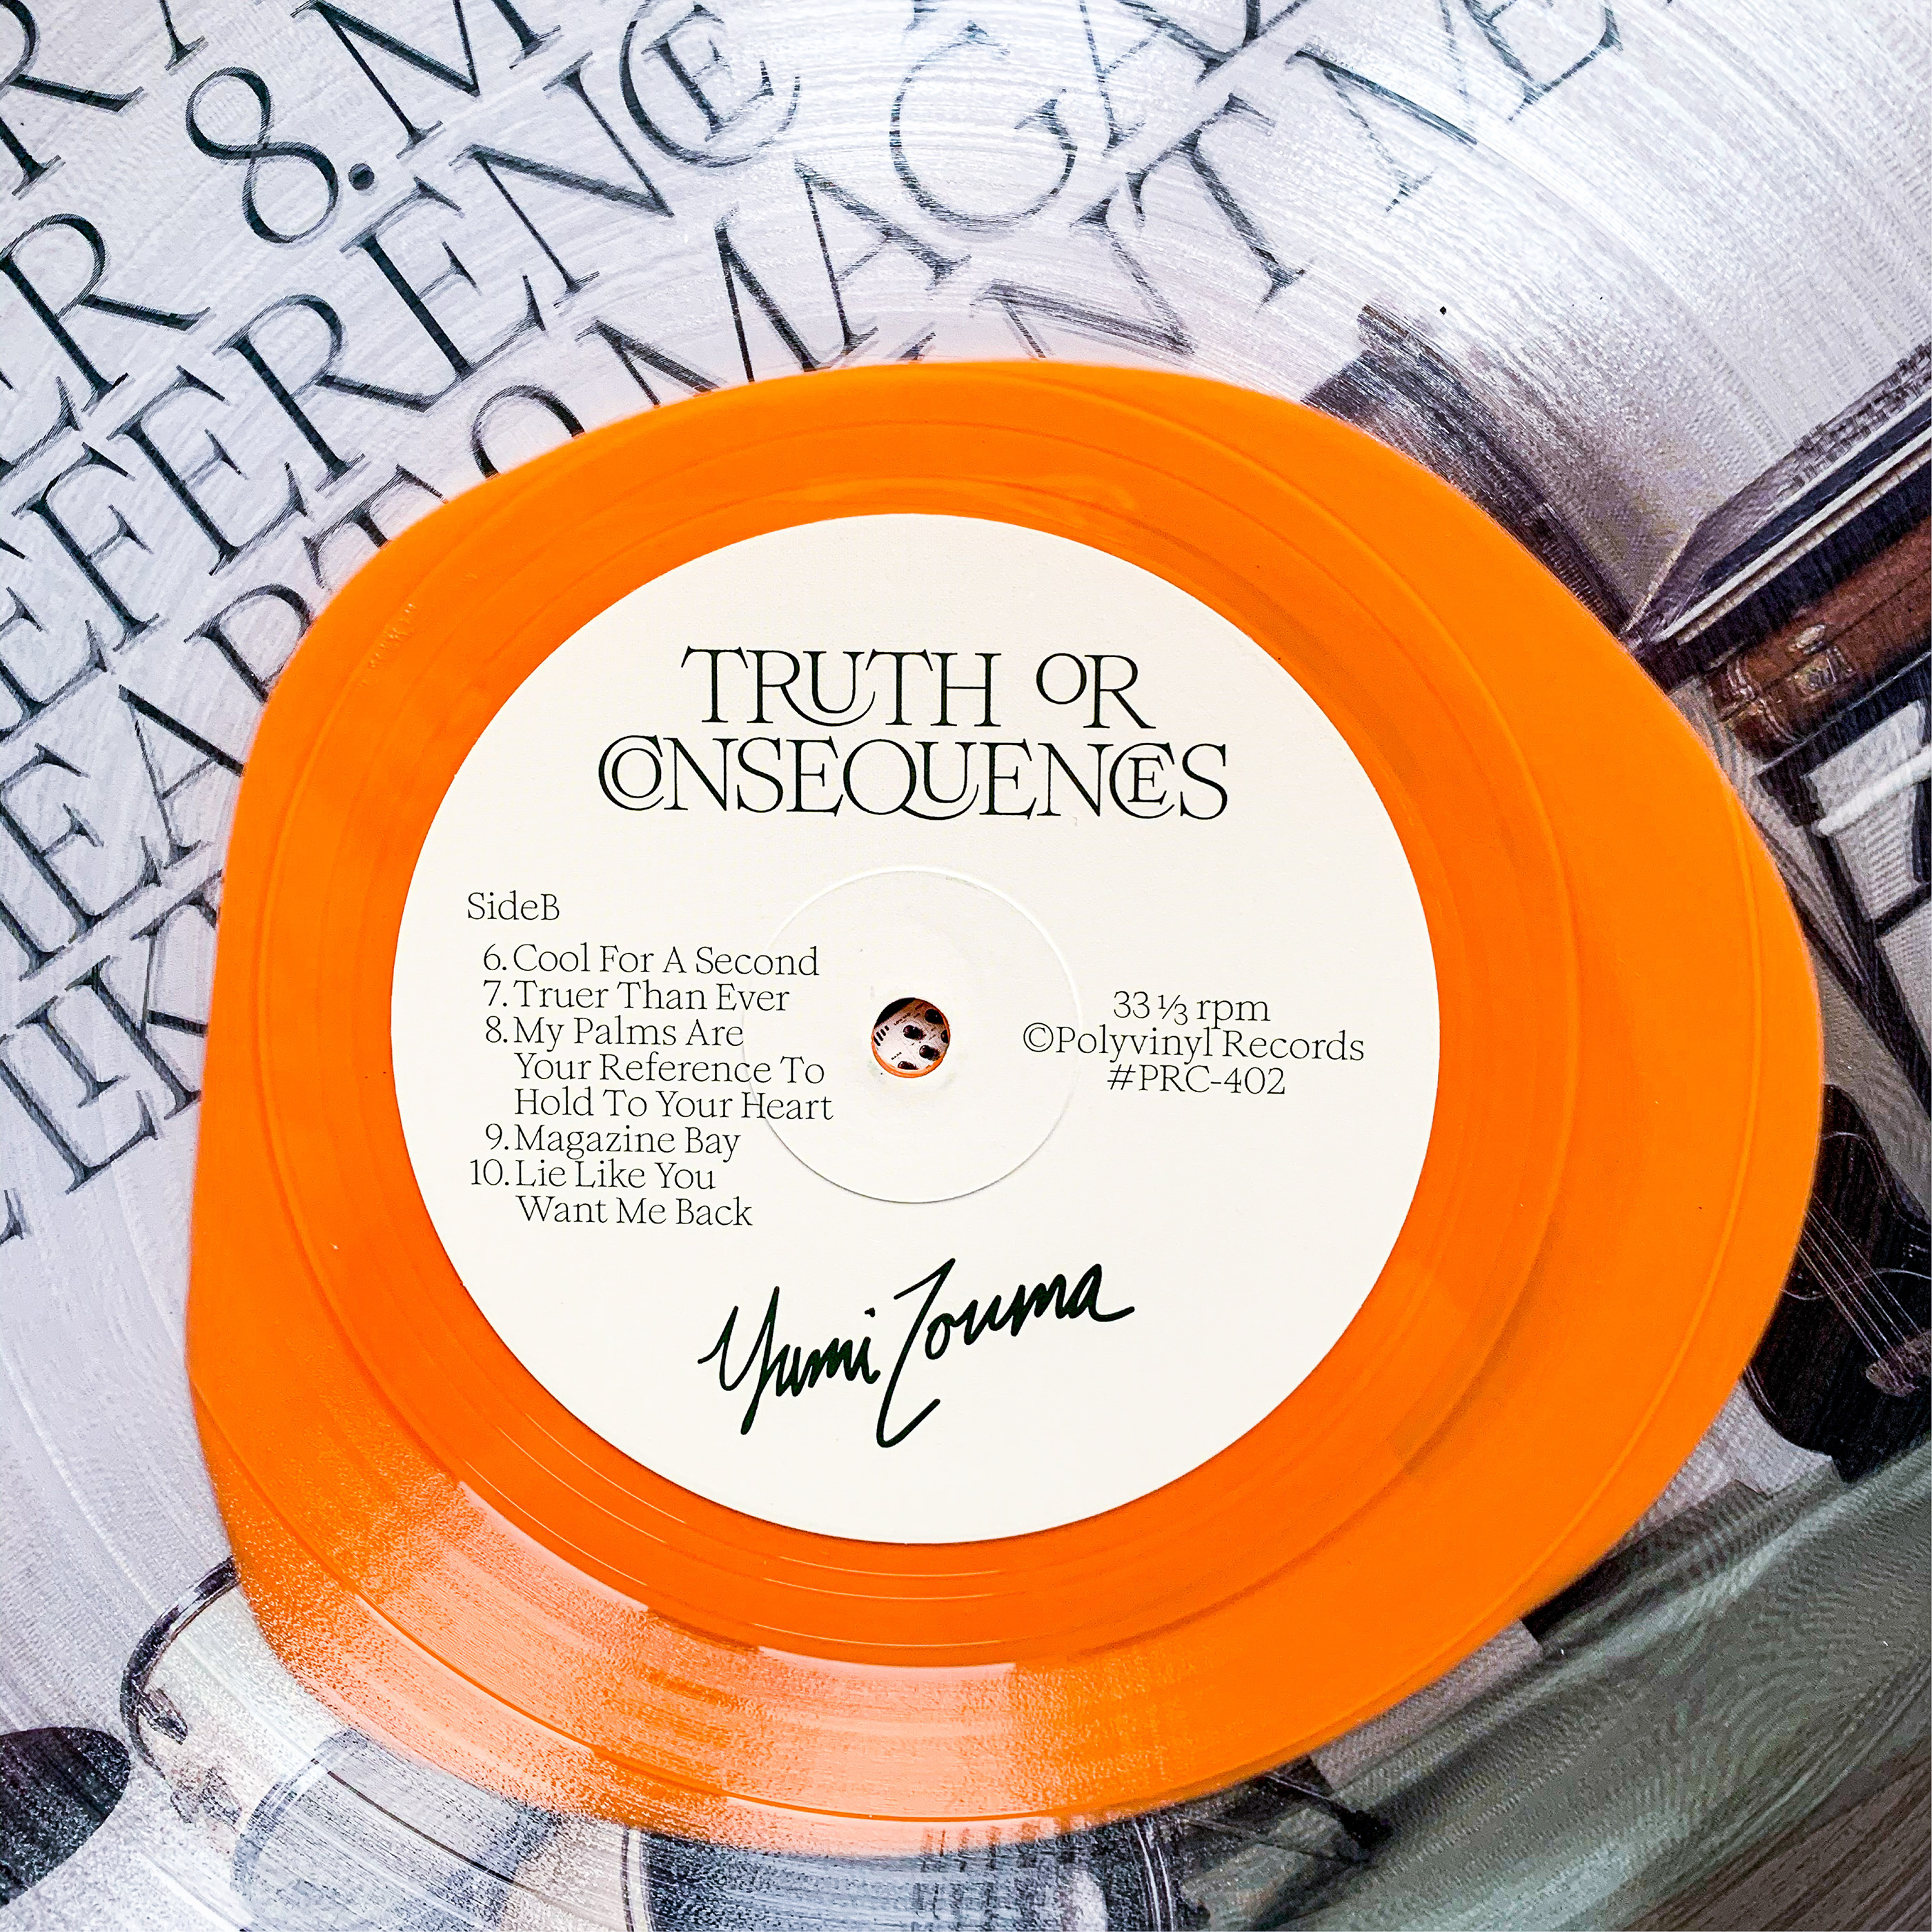 8. M
TRUTH OR
CONSEQUENCES
SideB
6. Cool For A Second
7. Truer Than Ever
8. My Palms Are
Your Reference To
Hold To Your Heart
9. Magazine Bay
10. Lie Like You
Want Me Back
33 ⅓ rpm
©Polyvinyl Records
#PRC-402
Yumi Zouma